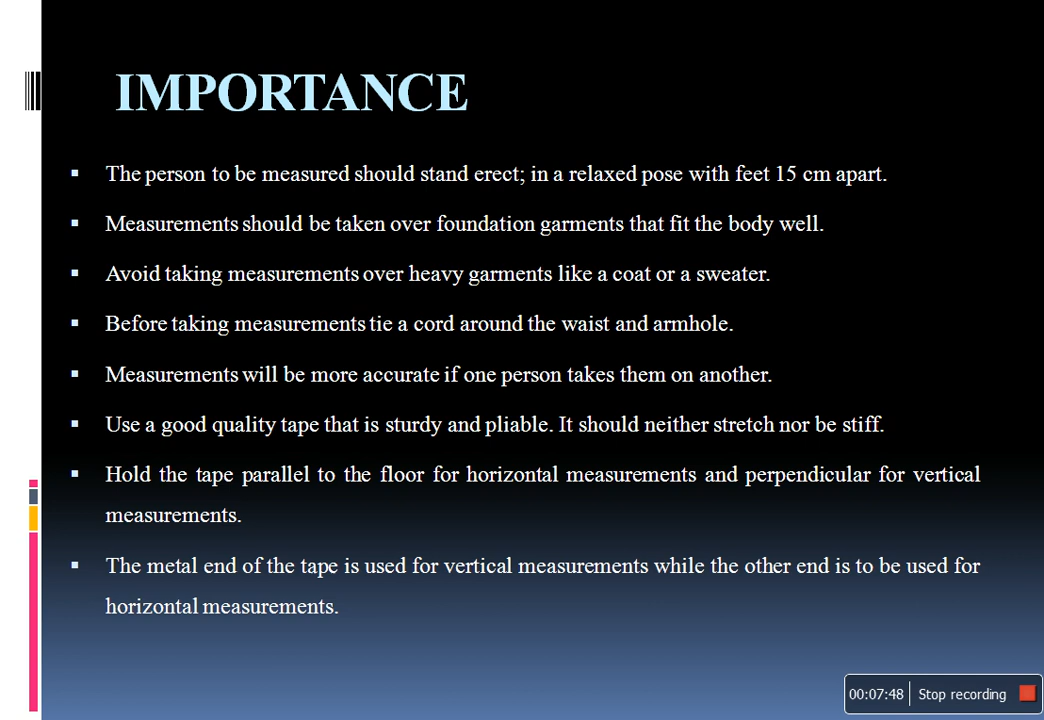 IMPORTANCE
The person to be measured should stand erect; in a relaxed pose with feet 15 cm apart.
Measurements should be taken over foundation garments that fit the body well.
Avoid taking measurements over heavy garments like a coat or a sweater.
Before taking measurements tie a cord around the waist and armhole.
Measurements will be more accurate if one person takes them on another.
Use a good quality tape that is sturdy and pliable. It should neither stretch nor be stiff.
Hold the tape parallel to the floor for horizontal measurements and perpendicular for vertical
measurements.
The metal end of the tape is used for vertical measurements while the other end is to be used for
horizontal measurements.
00:07:48 Stop recording